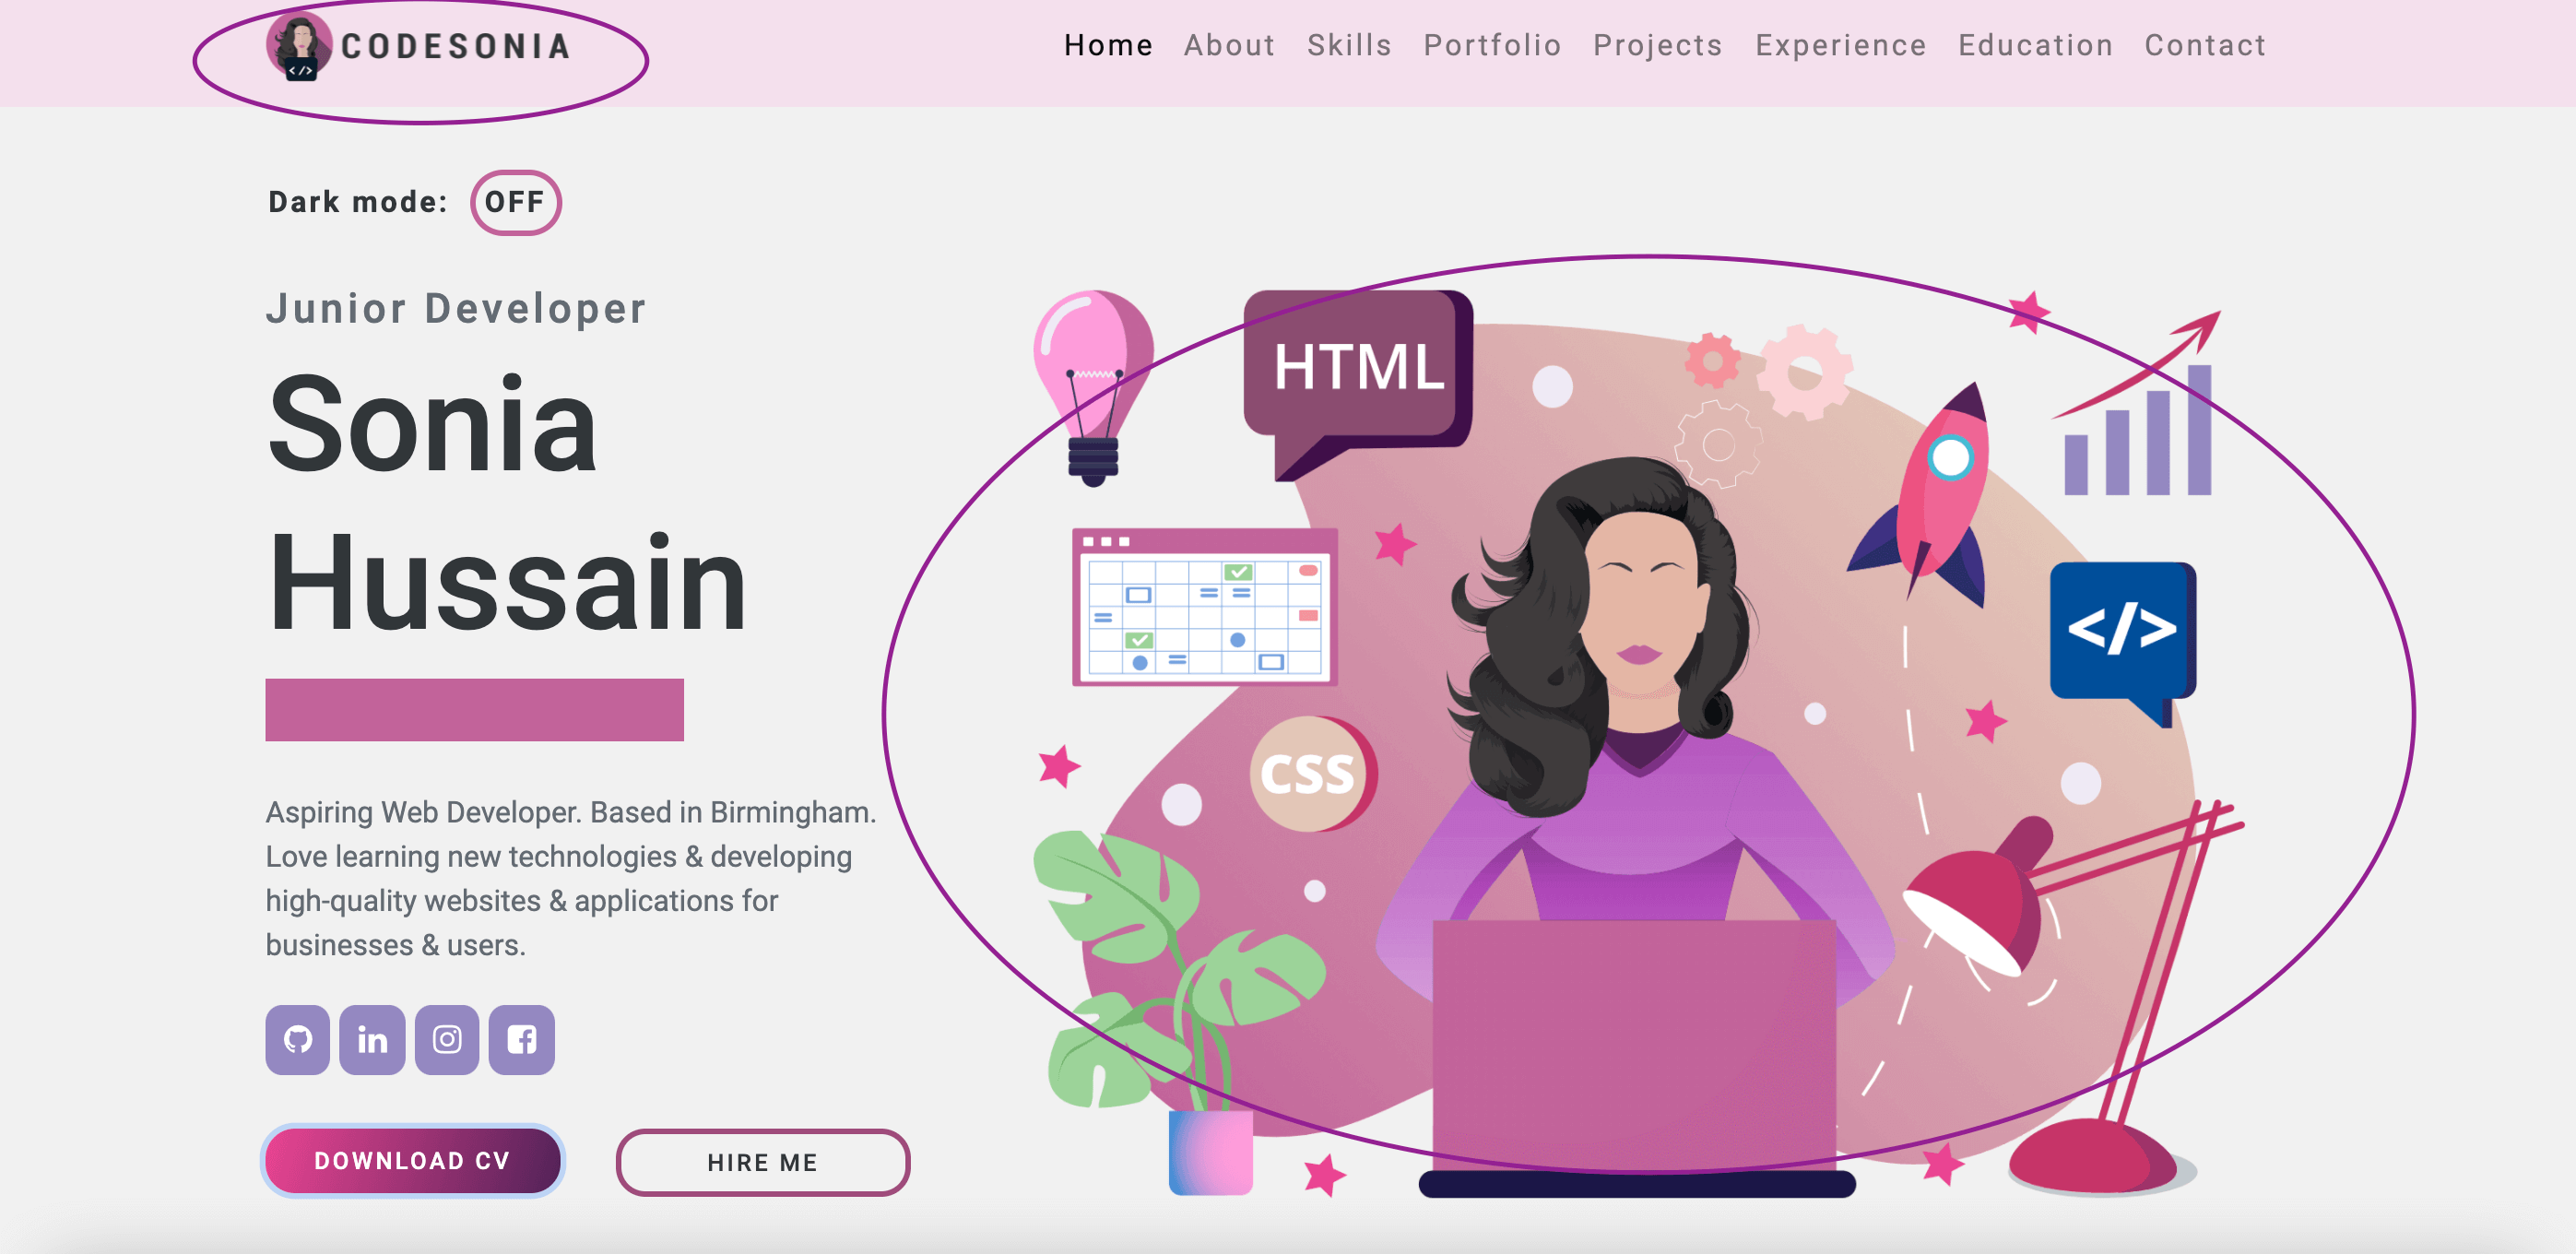 CODESONIA
Home About Skills Portfolio Projects Experience Education Contact
Dark mode: OFF
Junior Developer
Sonia
Hussain
Aspiring Web Developer. Based in Birmingham.
Love learning new technologies & developing
high-quality websites & applications for
businesses & users.
DOWNLOAD CV
HIRE ME
HTML
</>
CSS